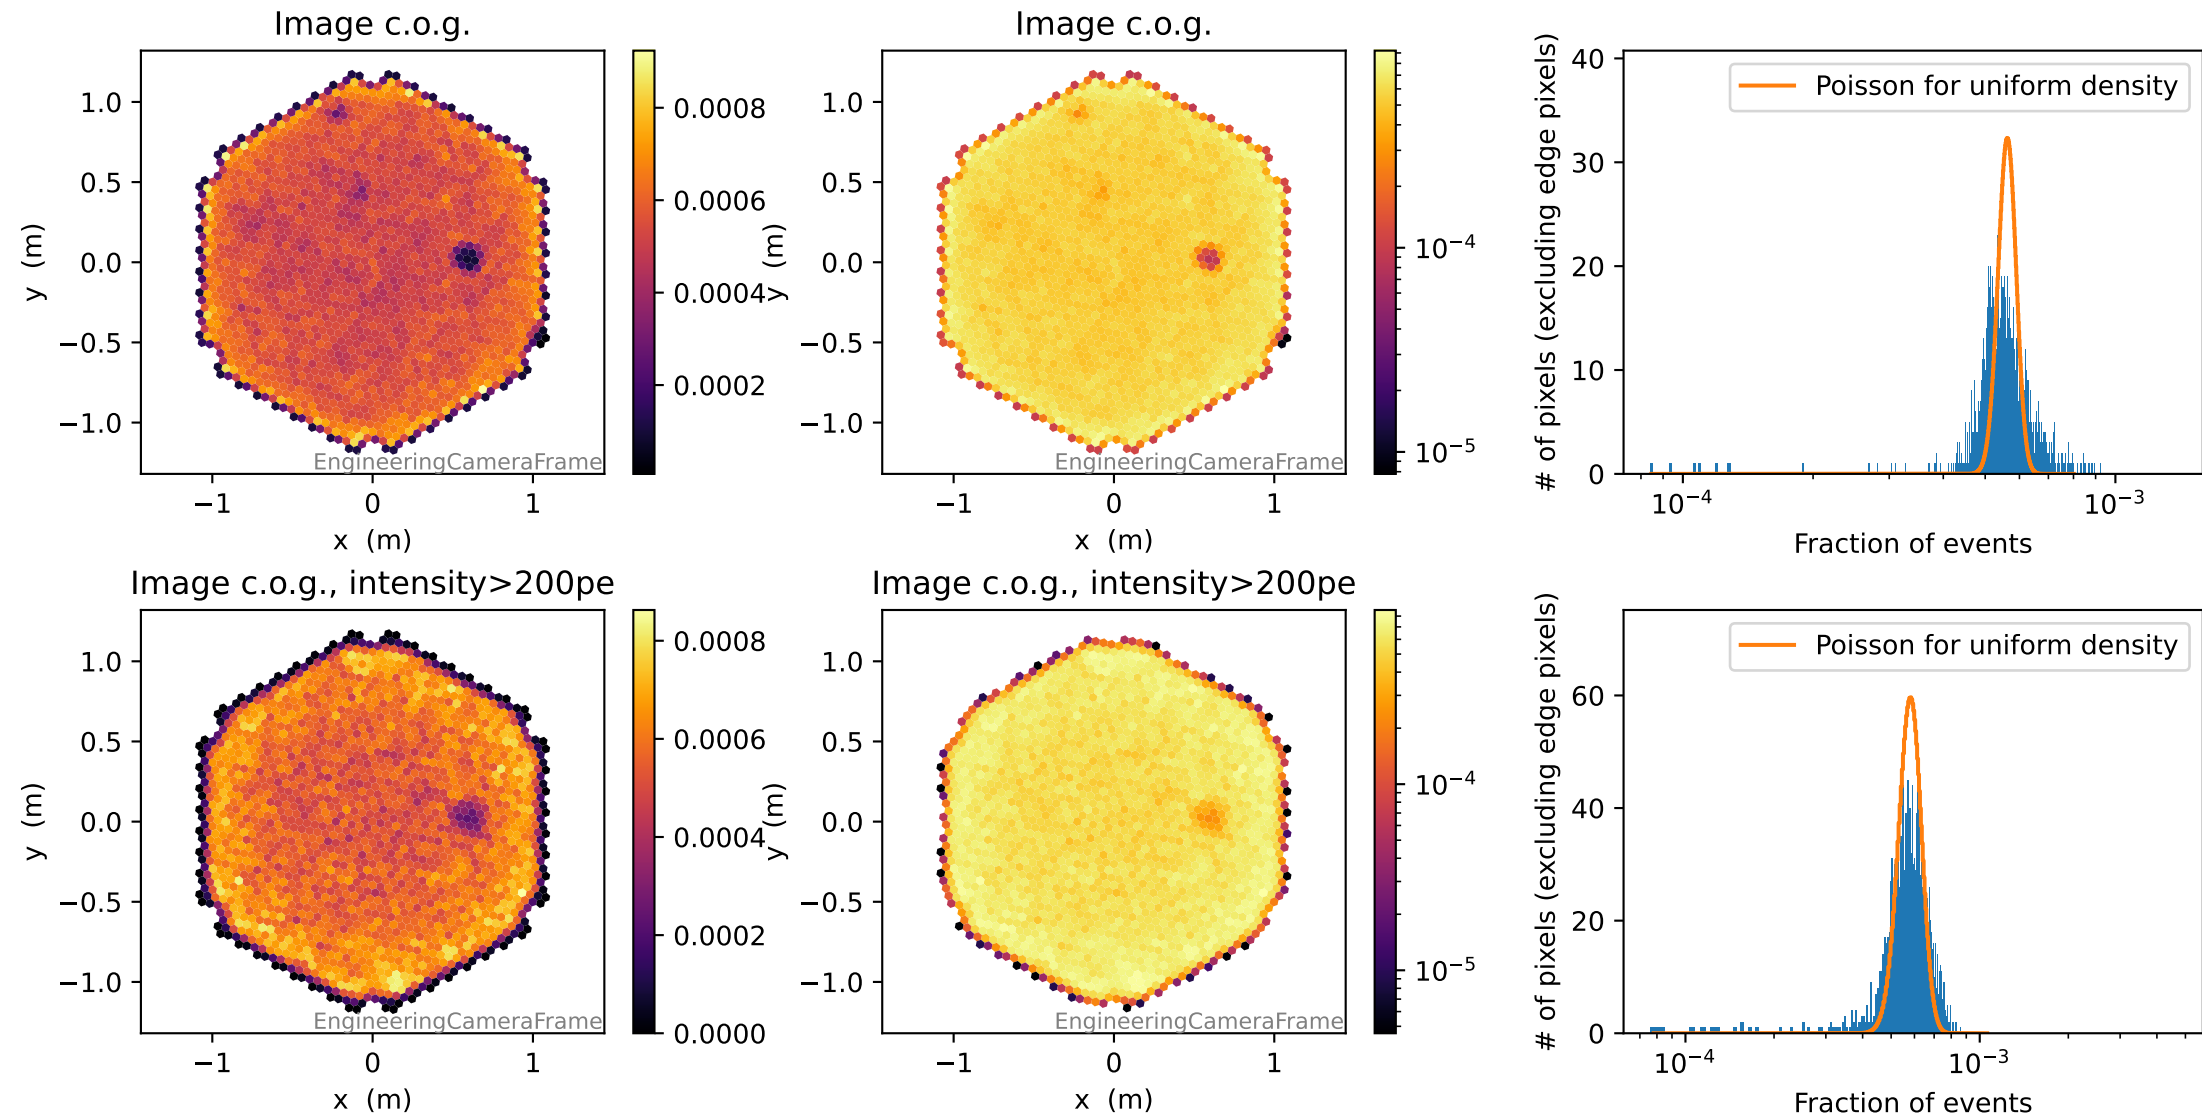 Image c.o.g.
y (m)
1.0
0.5
0.0
−0.5
−1.0
−1 0 1
x (m)
EngineeringCameraFrame
0.0008
0.0006
0.0004
0.0002
Image c.o.g.
y (m)
1.0
0.5
0.0
−0.5
−1.0
−1 0 1
x (m)
EngineeringCameraFrame
10⁻⁴
10⁻⁵
# of pixels (excluding edge pixels)
40
30
20
10
0
Poisson for uniform density
10⁻⁴ 10⁻³
Fraction of events
Image c.o.g., intensity>200pe
y (m)
1.0
0.5
0.0
−0.5
−1.0
−1 0 1
x (m)
EngineeringCameraFrame
0.0008
0.0006
0.0004
0.0002
0.0000
Image c.o.g., intensity>200pe
y (m)
1.0
0.5
0.0
−0.5
−1.0
−1 0 1
x (m)
EngineeringCameraFrame
10⁻⁴
10⁻⁵
# of pixels (excluding edge pixels)
60
40
20
0
Poisson for uniform density
10⁻⁴ 10⁻³
Fraction of events